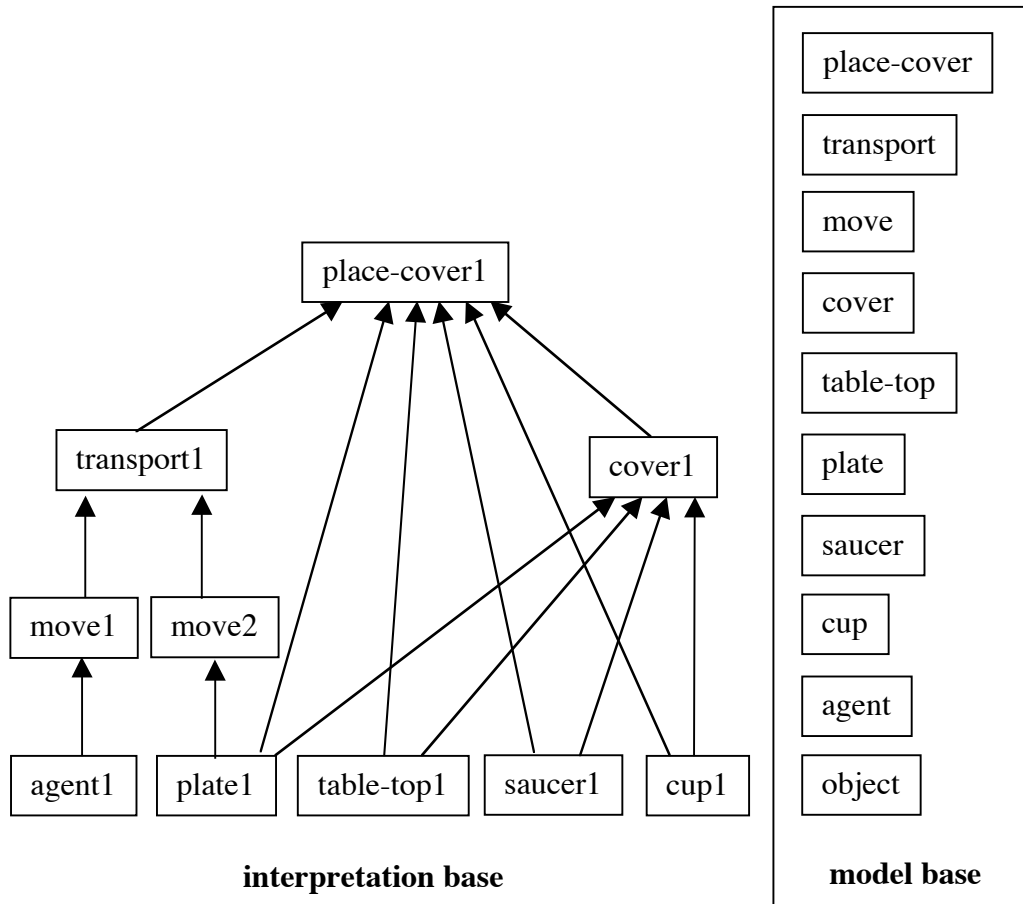 place-cover1
transport1
cover1
move1
move2
agent1
plate1
table-top1
saucer1
cup1
interpretation base
place-cover
transport
move
cover
table-top
plate
saucer
cup
agent
object
model base